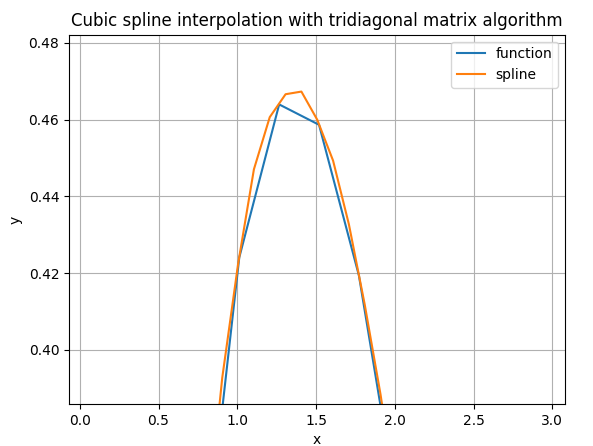 Cubic spline interpolation with tridiagonal matrix algorithm
function
spline
0.48
0.46
0.44
0.42
0.40
y
0.0 0.5 1.0 1.5 2.0 2.5 3.0
x